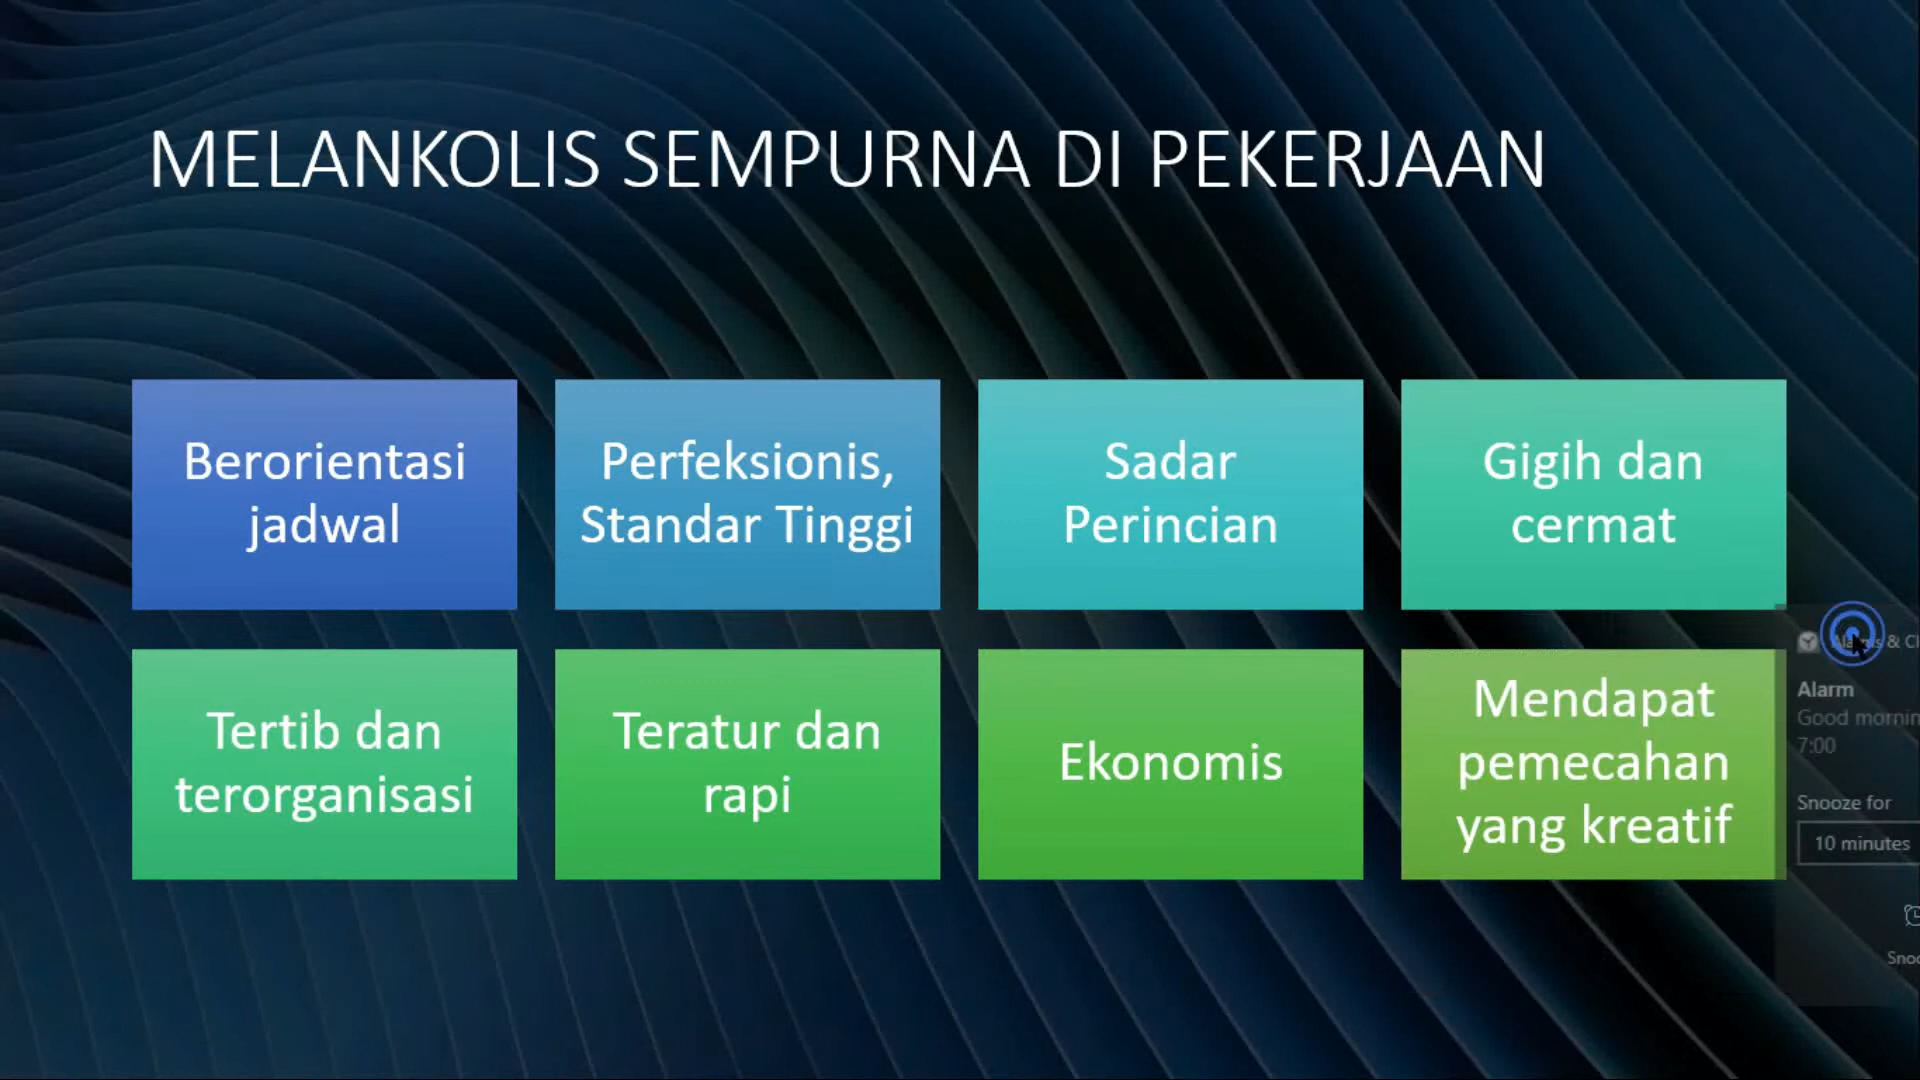 MELANKOLIS SEMPURNA DI PEKERJAAN
Berorientasi
jadwal
Perfeksionis,
Standar Tinggi
Sadar
Perincian
Gigih dan
cermat
Tertib dan
terorganisasi
Teratur dan
rapi
Ekonomis
Mendapat
pemecahan
yang kreatif
Alarm
Good
7:00
Snooze for
10 minutes